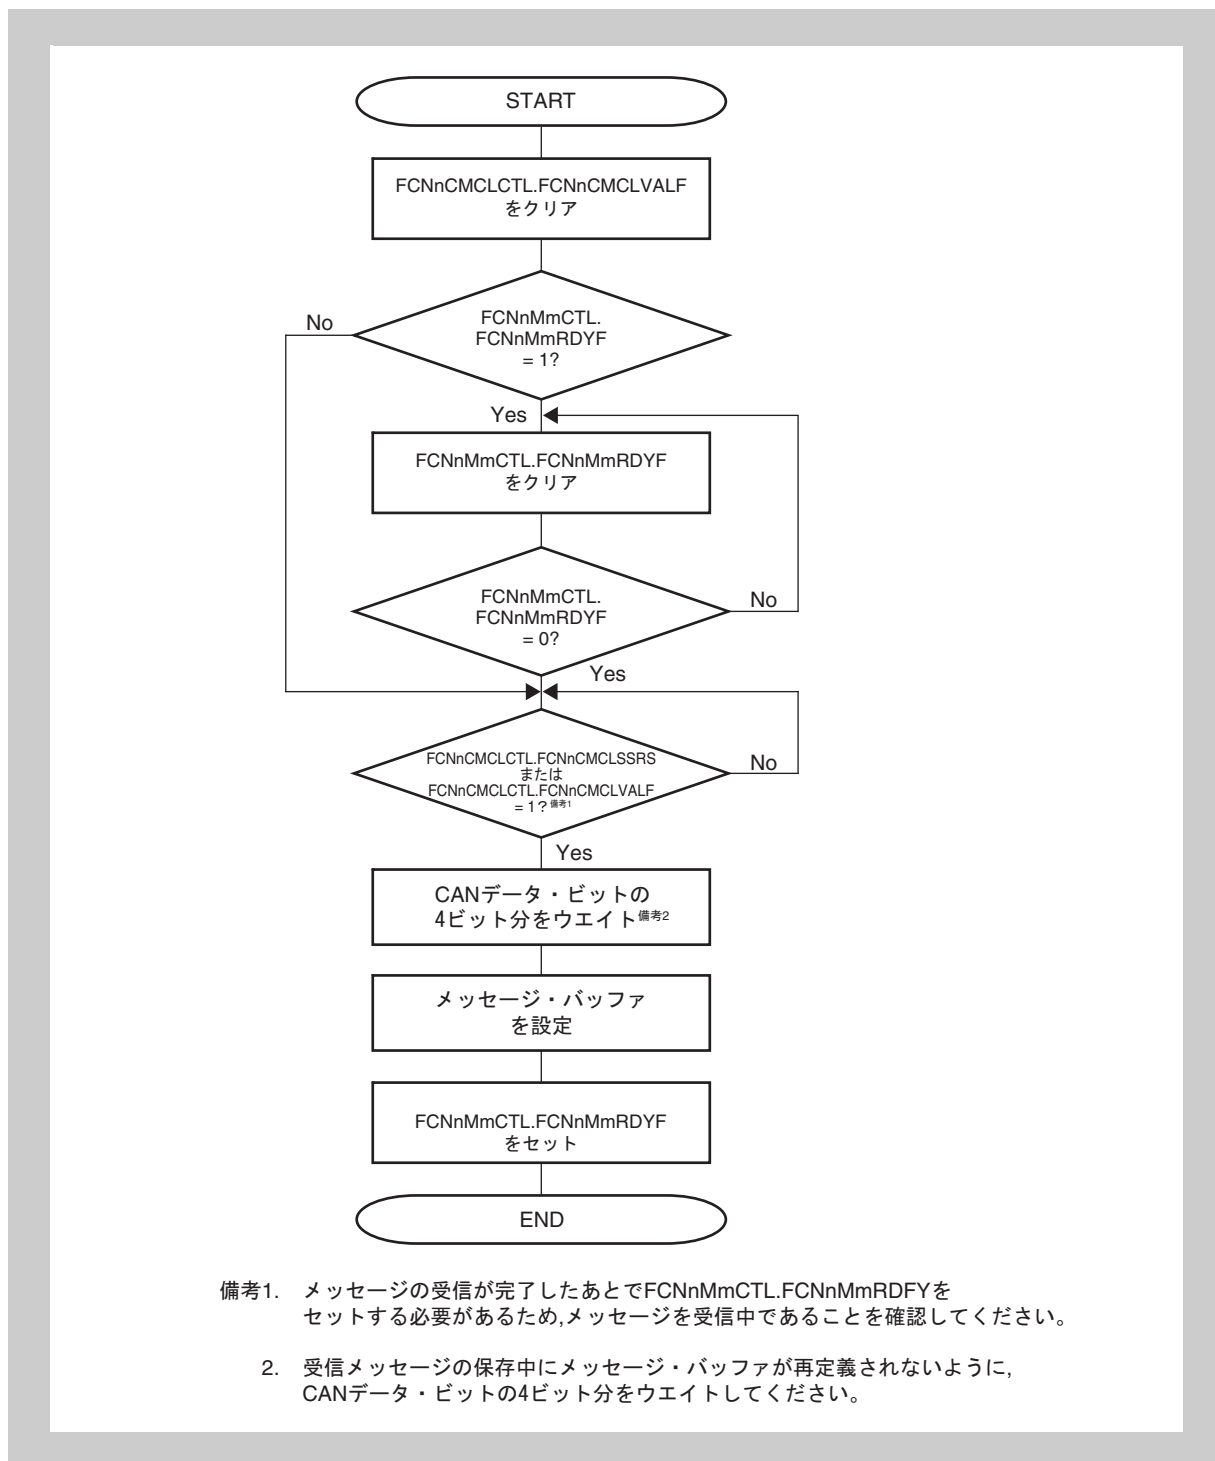 START
FCNnCMCLCTL.FCNnCMCLVALF
をクリア
FCNnMmCTL.
FCNnMmRDYF
= 1?
No
Yes
FCNnMmCTL.FCNnMmRDYF
をクリア
FCNnMmCTL.
FCNnMmRDYF
= 0?
No
Yes
FCNnCMCLCTL.FCNnCMCLSSRS
または
FCNnCMCLCTL.FCNnCMCLVALF
= 1?備考1
No
Yes
CANデータ・ビットの
4ビット分をウエイト備考2
メッセージ・バッファ
を設定
FCNnMmCTL.FCNnMmRDYF
をセット
END
備考1. メッセージの受信が完了したあとでFCNnMmCTL.FCNnMmRDFYを
セットする必要があるため,メッセージを受信中であることを確認してください。
2. 受信メッセージの保存中にメッセージ・バッファが再定義されないように,
CANデータ・ビットの4ビット分をウエイトしてください。